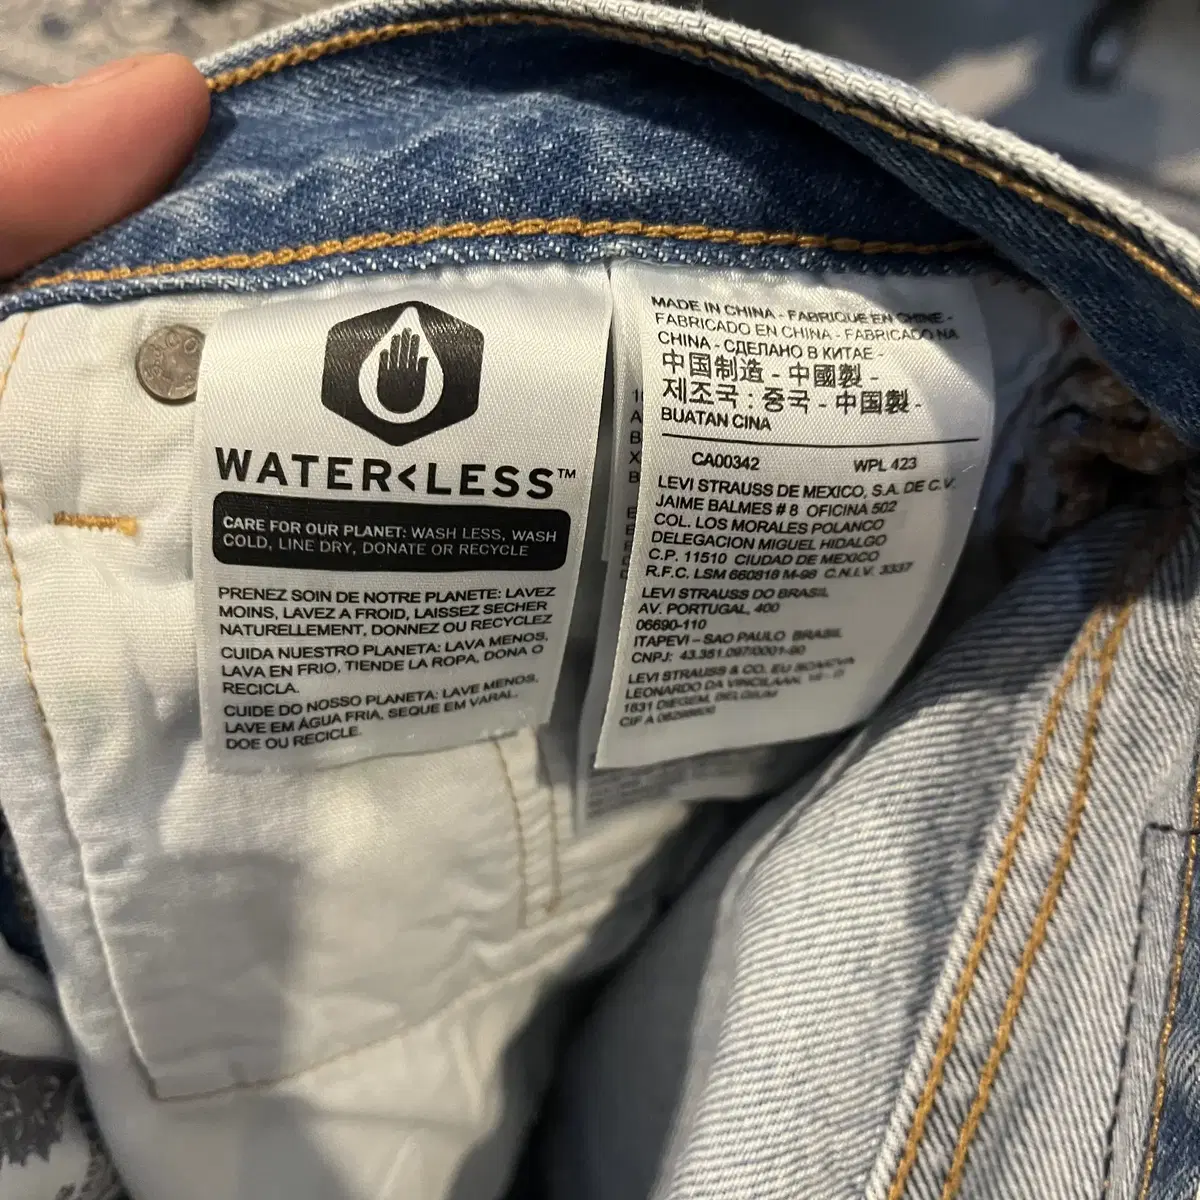 WATER<LESS™
CARE FOR OUR PLANET: WASH LESS, WASH
COLD, LINE DRY, DONATE OR RECYCLE
PRENEZ SOIN DE NOTRE PLANETE: LAVEZ
MOINS, LAVEZ A FROID, LAISSEZ SECHER
NATURELLEMENT, DONNEZ OU RECYCLEZ
CUIDA NUESTRO PLANETA: LAVA MENOS,
LAVA EN FRIO, TIENDE LA ROPA, DONA O
RECICLA.
CUIDE DO NOSSO PLANETA: LAVE MENOS,
LAVE EM ÁGUA FRIA, SEQUE EM VARAL,
DOE OU RECICLE.
MADE IN CHINA - FABRIQUE EN CHINE -
FABRICADO EN CHINA - FABRICADO NA
CHINA - СДЕЛАНО В КИТАЕ -
中国制造 - 中國製 -
제조국 : 중국 - 中国製 -
BUATAN CINA
CA00342 WPL 423
LEVI STRAUSS DE MEXICO, S.A. DE C.V.
JAIME BALMES # 8 OFICINA 502
COL. LOS MORALES POLANCO
DELEGACION MIGUEL HIDALGO
C.P. 11510 CIUDAD DE MEXICO
R.F.C. LSM 660818 M-98 C.N.I.V. 3337
LEVI STRAUSS DO BRASIL
AV. PORTUGAL, 400
06690-110
ITAPEVI – SAO PAULO BRASIL
CNPJ: 43.351.097/0001-90
LEVI STRAUSS & CO. EU
LEONARDO DA VINCILAAN,
1831 DIEGEM, BELGIUM
CIF A